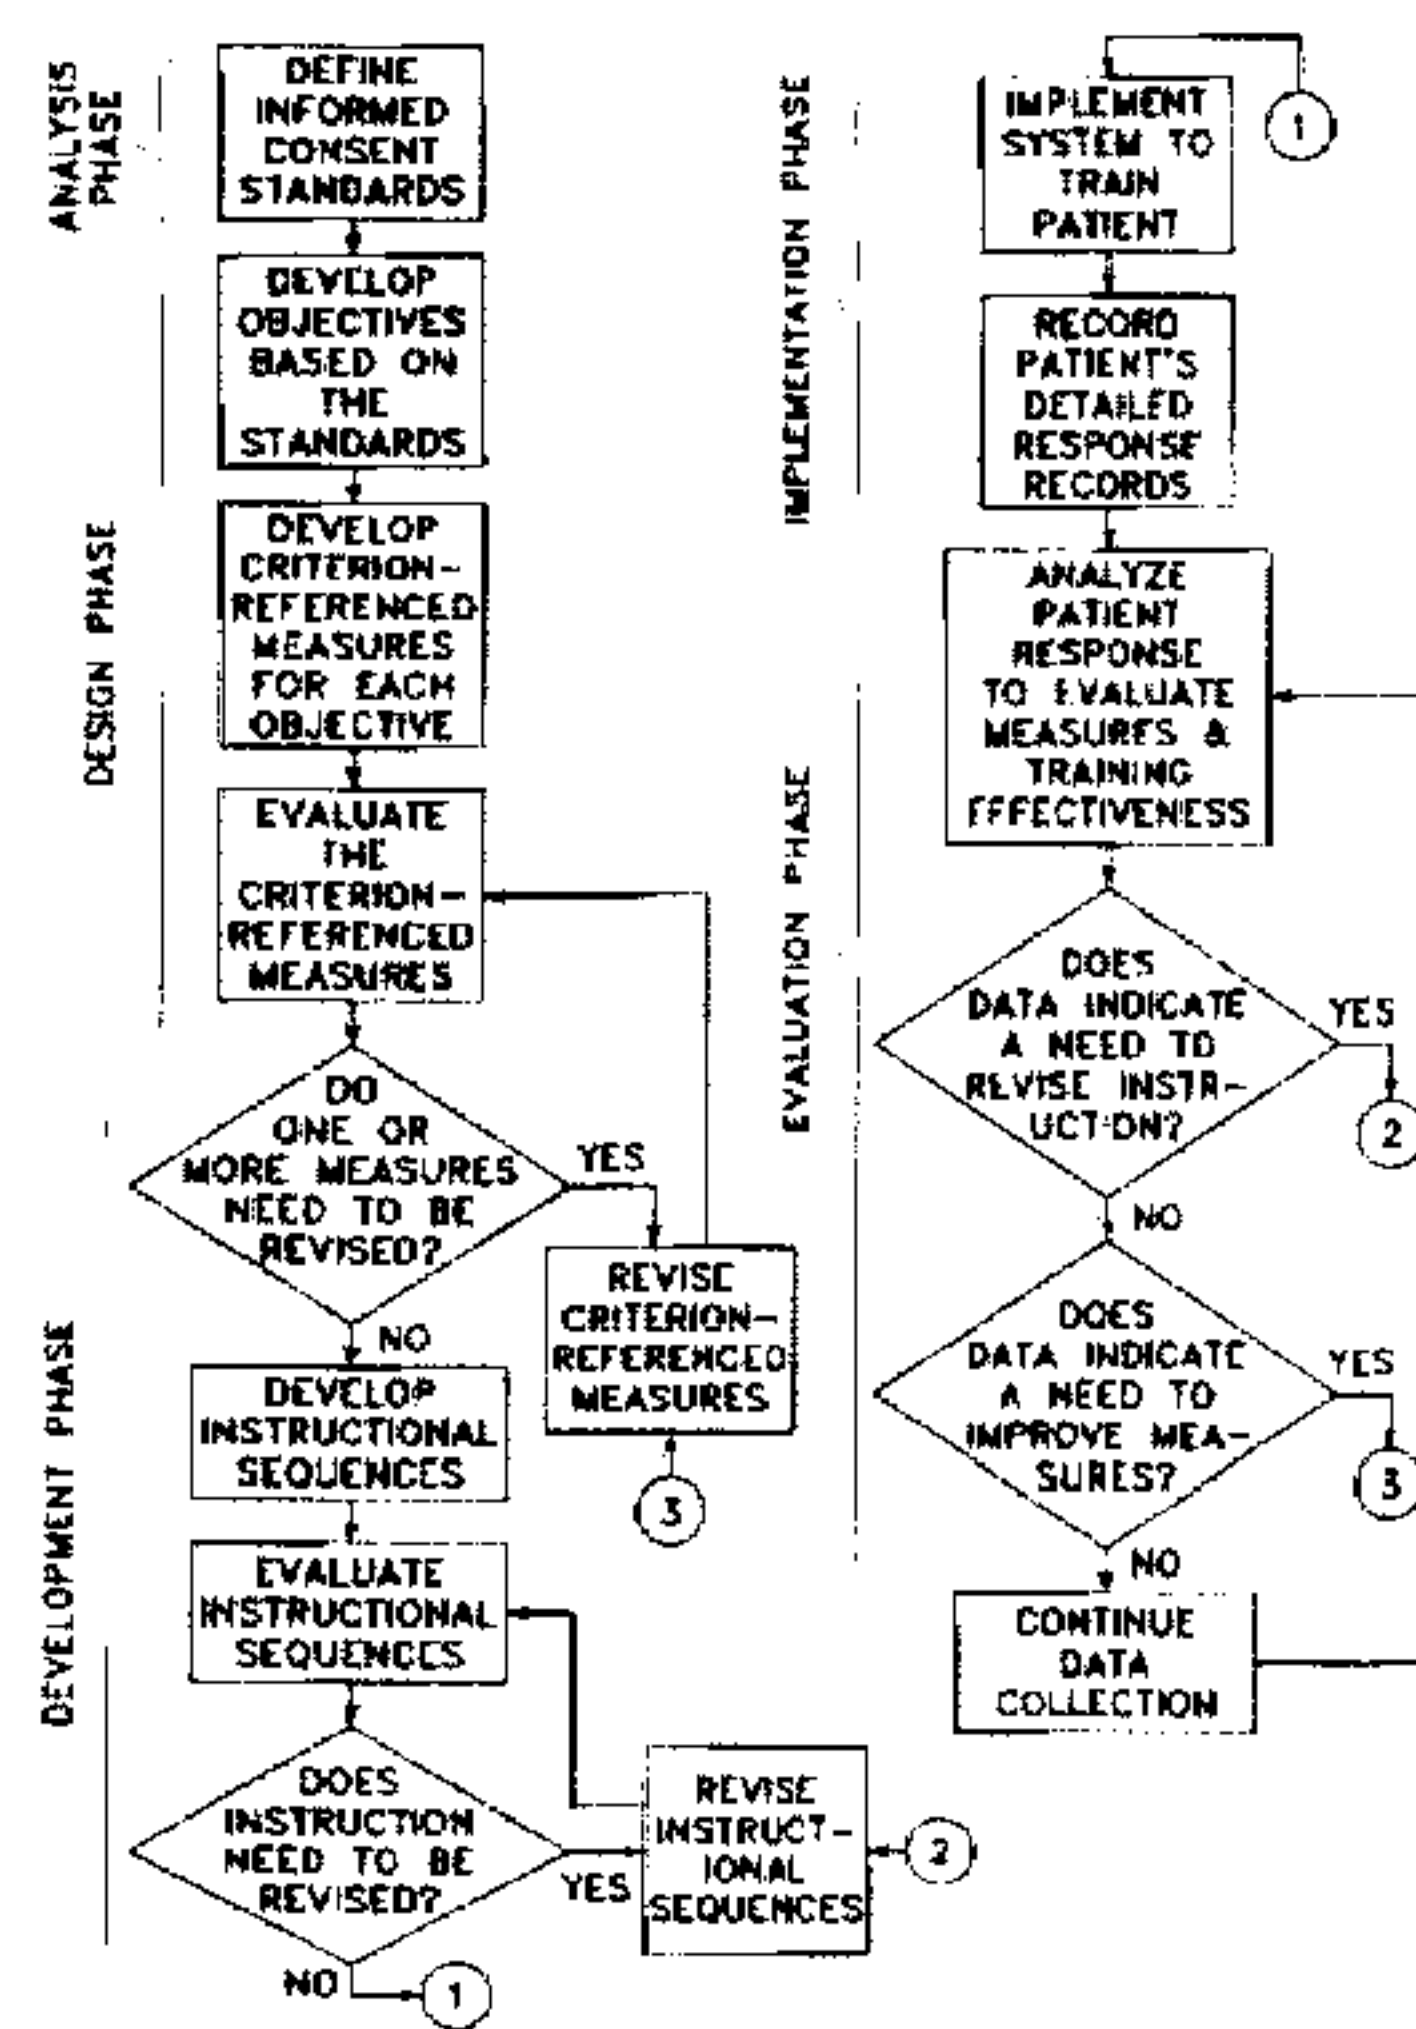 ANALYSIS
PHASE
DEFINE
INFORMED
CONSENT
STANDARDS
DESIGN PHASE
DEVELOP
OBJECTIVES
BASED ON
THE
STANDARDS
DEVELOP
CRITERION-
REFERENCED
MEASURES
FOR EACH
OBJECTIVE
EVALUATE
THE
CRITERION-
REFERENCED
MEASURES
DO
ONE OR
MORE MEASURES
NEED TO BE
REVISED?
YES
NO
REVISE
CRITERION-
REFERENCED
MEASURES
3
DEVELOPMENT PHASE
DEVELOP
INSTRUCTIONAL
SEQUENCES
EVALUATE
INSTRUCTIONAL
SEQUENCES
DOES
INSTRUCTION
NEED TO BE
REVISED?
YES
REVISE
INSTRUCT-
IONAL
SEQUENCES
2
NO
1
IMPLEMENTATION PHASE
1
IMPLEMENT
SYSTEM TO
TRAIN
PATIENT
RECORD
PATIENT'S
DETAILED
RESPONSE
RECORDS
EVALUATION PHASE
ANALYZE
PATIENT
RESPONSE
TO EVALUATE
MEASURES &
TRAINING
EFFECTIVENESS
DOES
DATA INDICATE
A NEED TO
REVISE INSTR-
UCTION?
YES
2
NO
DOES
DATA INDICATE
A NEED TO
IMPROVE MEA-
SURES?
YES
3
NO
CONTINUE
DATA
COLLECTION